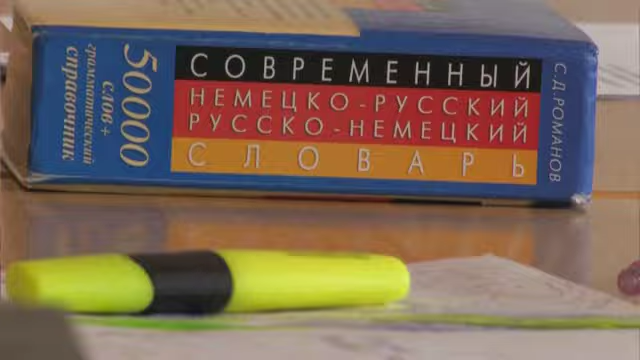 СОВРЕМЕННЫЙ
НЕМЕЦКО-РУССКИЙ
РУССКО-НЕМЕЦКИЙ
СЛОВАРЬ
С.Д.РОМАНОВ
50000
слов+
грамматический
справочник